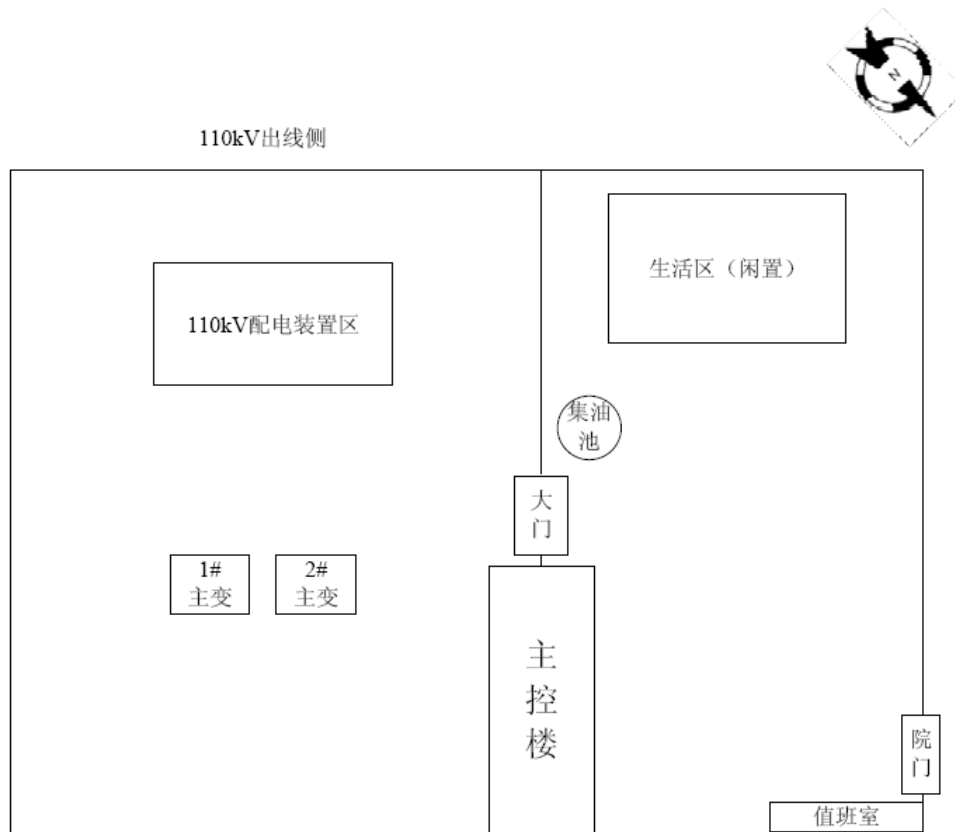 N
110kV出线侧
生活区（闲置）
110kV配电装置区
集油
池
大
门
1#
主变
2#
主变
主
控
楼
院
门
值班室